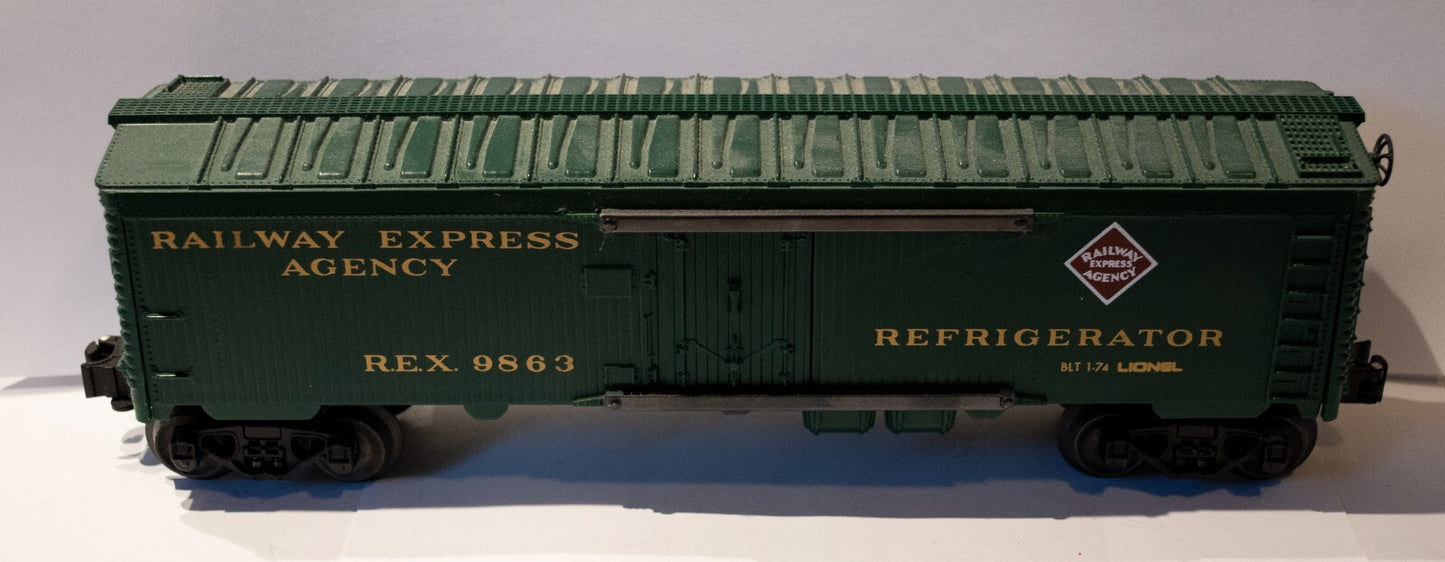 RAILWAY EXPRESS
AGENCY
R.E.X. 9863
RAILWAY
EXPRESS
AGENCY
REFRIGERATOR
BLT 1-74 LIONEL